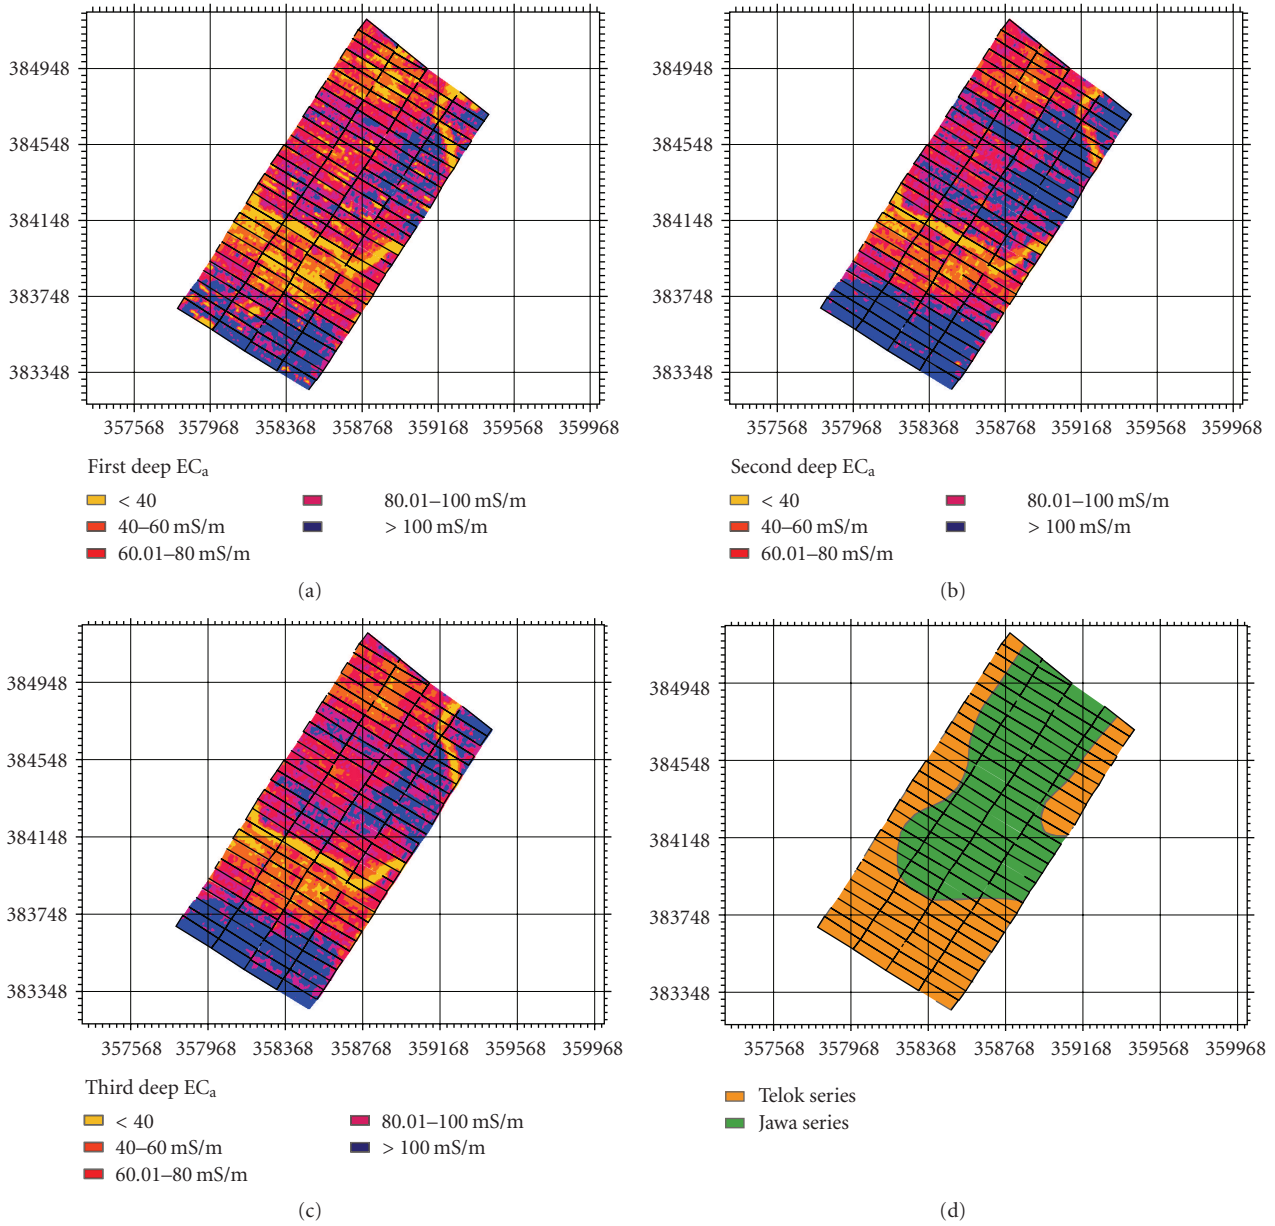 384948
384548
384148
383748
383348
357568 357968 358368 358768 359168 359568 359968
First deep ECa
< 40
40–60 mS/m
60.01–80 mS/m
80.01–100 mS/m
> 100 mS/m
(a)
384948
384548
384148
383748
383348
357568 357968 358368 358768 359168 359568 359968
Second deep ECa
< 40
40–60 mS/m
60.01–80 mS/m
80.01–100 mS/m
> 100 mS/m
(b)
384948
384548
384148
383748
383348
357568 357968 358368 358768 359168 359568 359968
Third deep ECa
< 40
40–60 mS/m
60.01–80 mS/m
80.01–100 mS/m
> 100 mS/m
(c)
384948
384548
384148
383748
383348
357568 357968 358368 358768 359168 359568 359968
Telok series
Jawa series
(d)